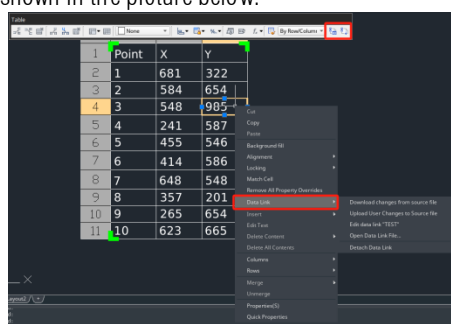 shown in the picture below.
Table
None
By Row/Column
1 Point X Y
2 1 681 322
3 2 584 654
4 3 548 985
5 4 241 587
6 5 455 546
7 6 414 586
8 7 648 548
9 8 357 201
10 9 265 654
11 10 623 665
Cut
Copy
Paste
Background fill
Alignment
Locking
Match Cell
Remove All Property Overrides
Data Link
Insert
Edit Text
Delete Content
Delete All Contents
Columns
Rows
Merge
Unmerge
Properties(S)
Quick Properties
Download changes from source file
Upload User Changes to Source file
Edit data link "TEST"
Open Data Link File...
Detach Data Link